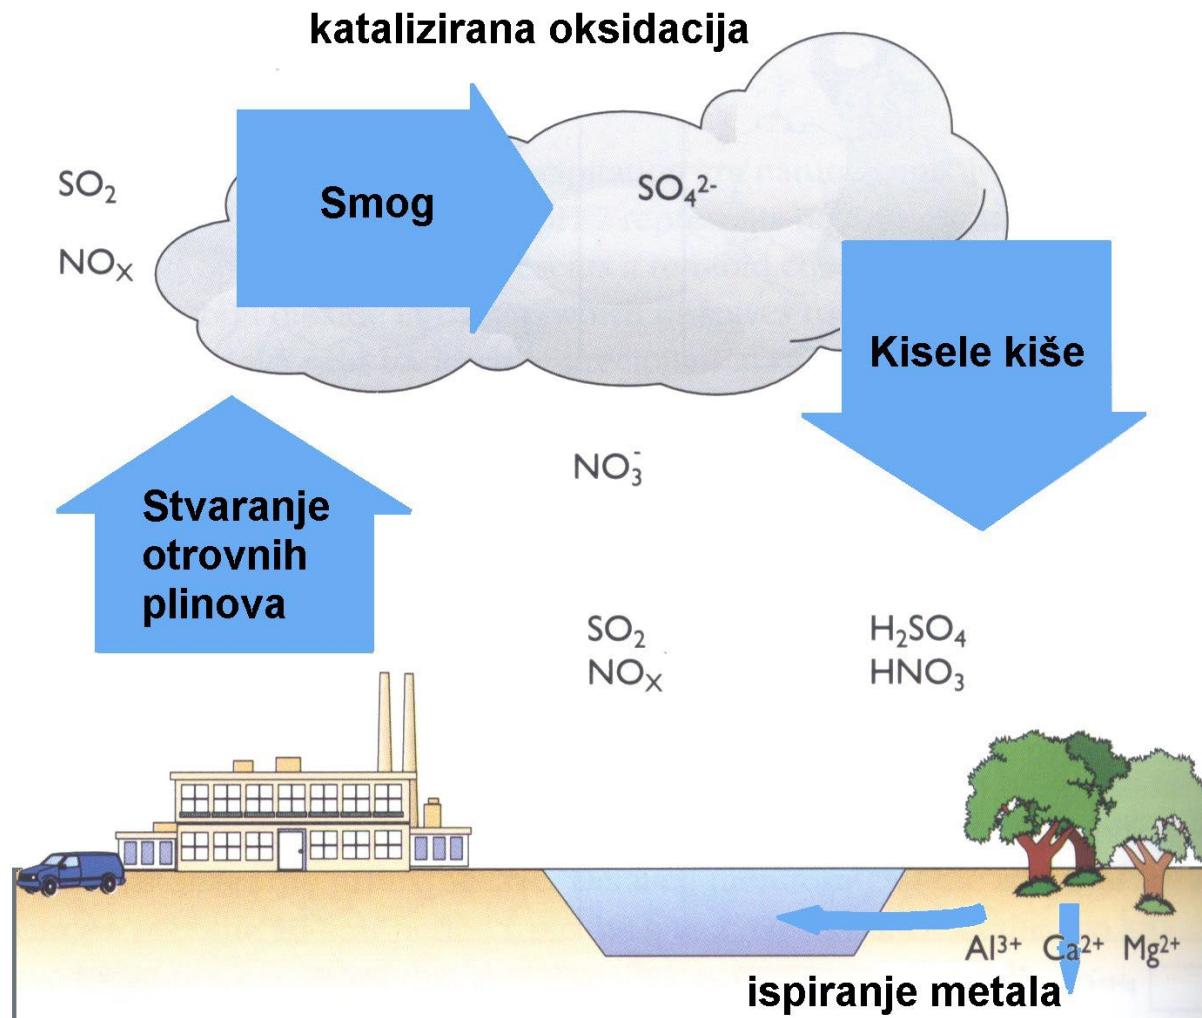 katalizirana oksidacija
SO₂
NOₓ
Smog
SO₄²⁻
Kisele kiše
NO₃⁻
Stvaranje
otrovnih
plinova
SO₂
NOₓ
H₂SO₄
HNO₃
Al³⁺ Ca²⁺ Mg²⁺
ispiranje metala